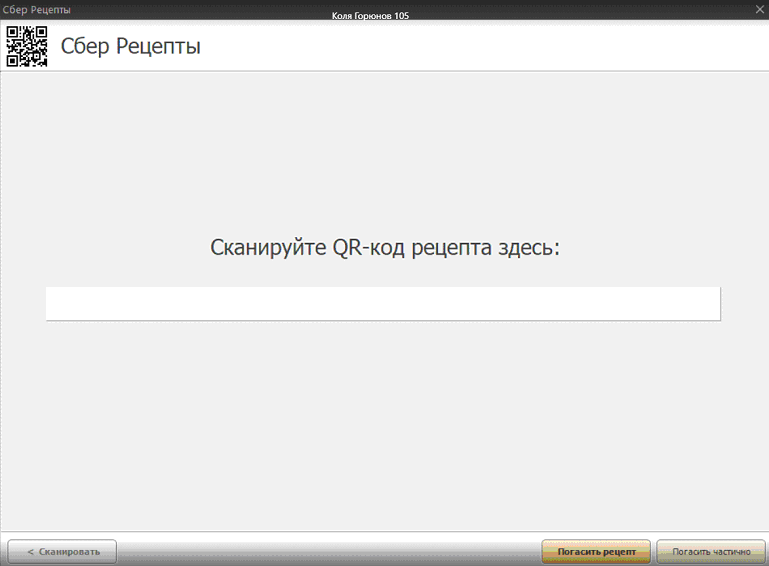 Сбер Рецепты
Коля Горюнов 105
Сбер Рецепты
Сканируйте QR-код рецепта здесь:
< Сканировать
Погасить рецепт
Погасить частично